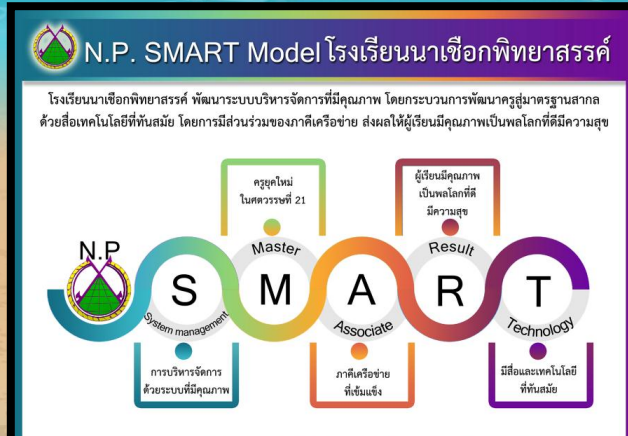 N.P. SMART Model โรงเรียนนาเชือกพิทยาสรรค์
โรงเรียนนาเชือกพิทยาสรรค์ พัฒนาระบบบริหารจัดการที่มีคุณภาพ โดยกระบวนการพัฒนาครูสู่มาตรฐานสากล
ด้วยสื่อเทคโนโลยีที่ทันสมัย โดยการมีส่วนร่วมของภาคีเครือข่าย ส่งผลให้ผู้เรียนมีคุณภาพเป็นพลโลกที่ดีมีความสุข
ครูยุคใหม่
ในศตวรรษที่ 21
ผู้เรียนมีคุณภาพ
เป็นพลโลกที่ดี
มีความสุข
N.P
Master
Result
S
M
A
R
T
System management
Associate
Technology
การบริหารจัดการ
ด้วยระบบที่มีคุณภาพ
ภาคีเครือข่าย
ที่เข้มแข็ง
มีสื่อและเทคโนโลยี
ที่ทันสมัย